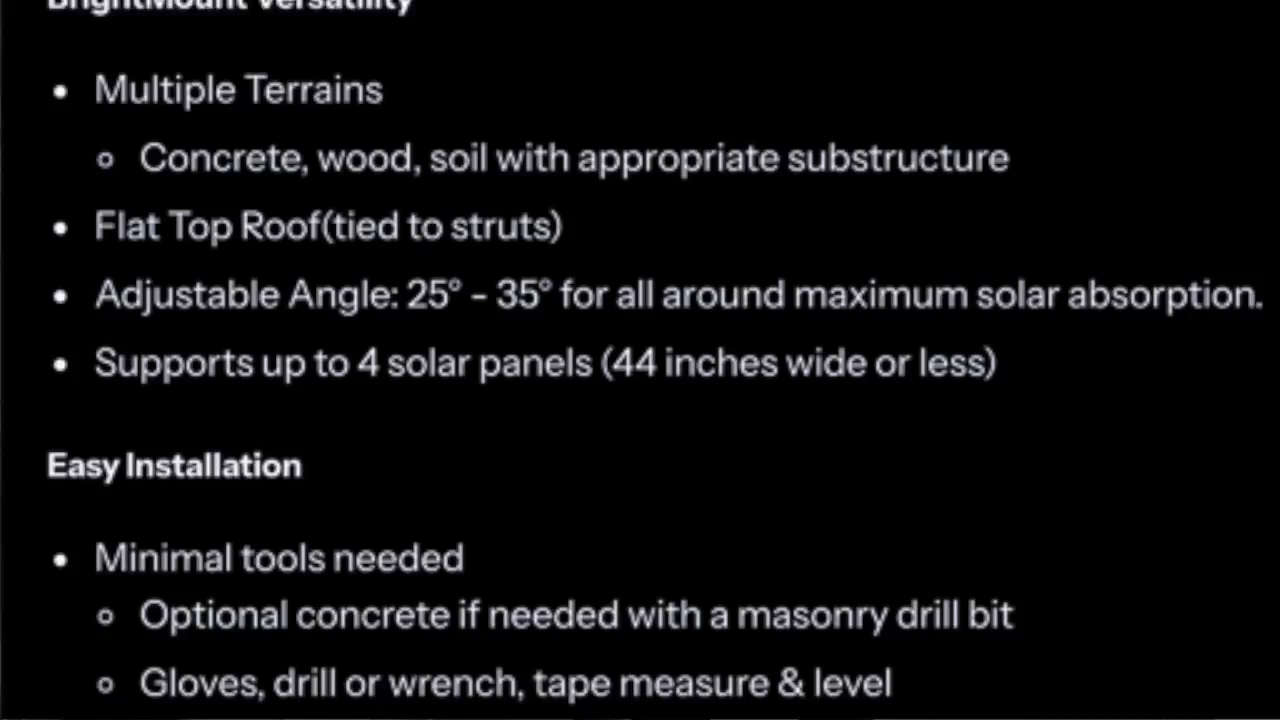 BrightMount Versatility
Multiple Terrains
Concrete, wood, soil with appropriate substructure
Flat Top Roof(tied to struts)
Adjustable Angle: 25° - 35° for all around maximum solar absorption.
Supports up to 4 solar panels (44 inches wide or less)
Easy Installation
Minimal tools needed
Optional concrete if needed with a masonry drill bit
Gloves, drill or wrench, tape measure & level